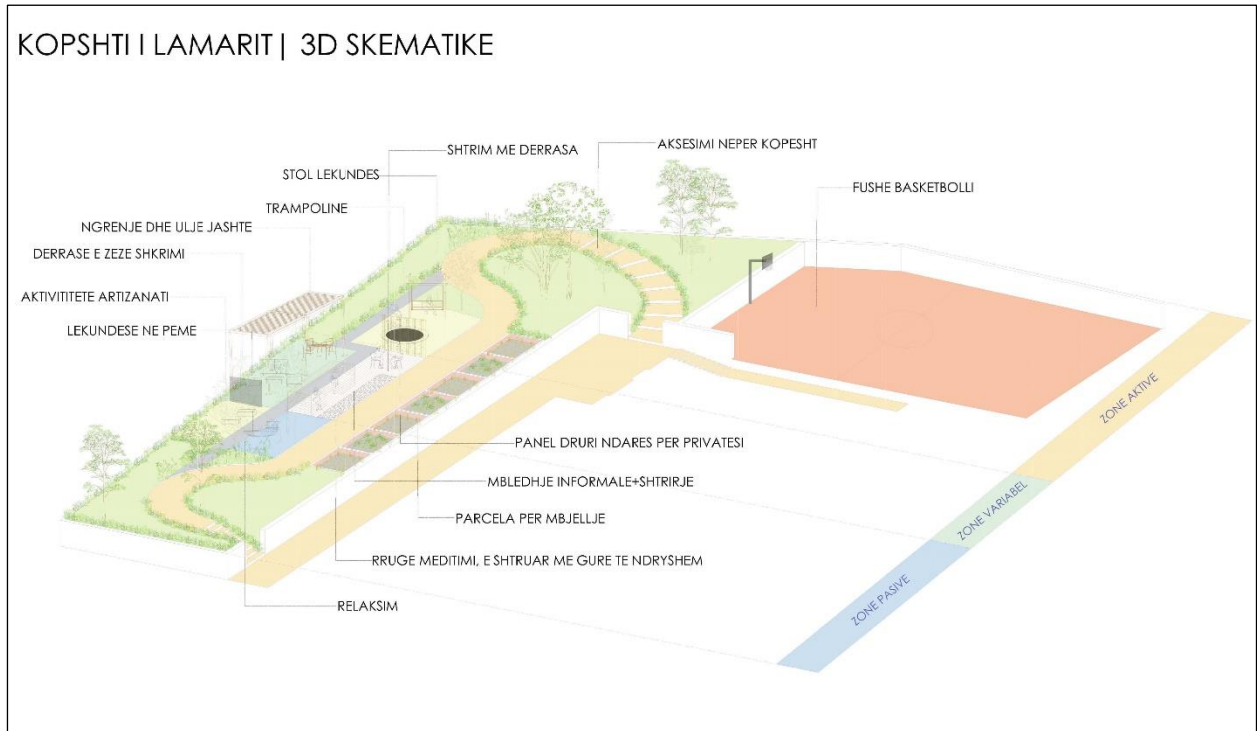 KOPSHTI I LAMARIT | 3D SKEMATIKE
SHTRIM ME DERRASA
AKSESIMI NEPER KOPESHT
STOL LEKUNDES
FUSHE BASKETBOLLI
TRAMPOLINE
NGRENJE DHE ULJE JASHTE
DERRASE E ZEZE SHKRIMI
AKTIVITITETE ARTIZANATI
LEKUNDESE NE PEME
PANEL DRURI NDARES PER PRIVATESI
MBLEDHJE INFORMALE+SHTRIRJE
PARCELA PER MBJELLJE
RRUGE MEDITIMI, E SHTRUAR ME GURE TE NDRYSHEM
RELAKSIM
ZONE AKTIVE
ZONE VARIABEL
ZONE PASIVE